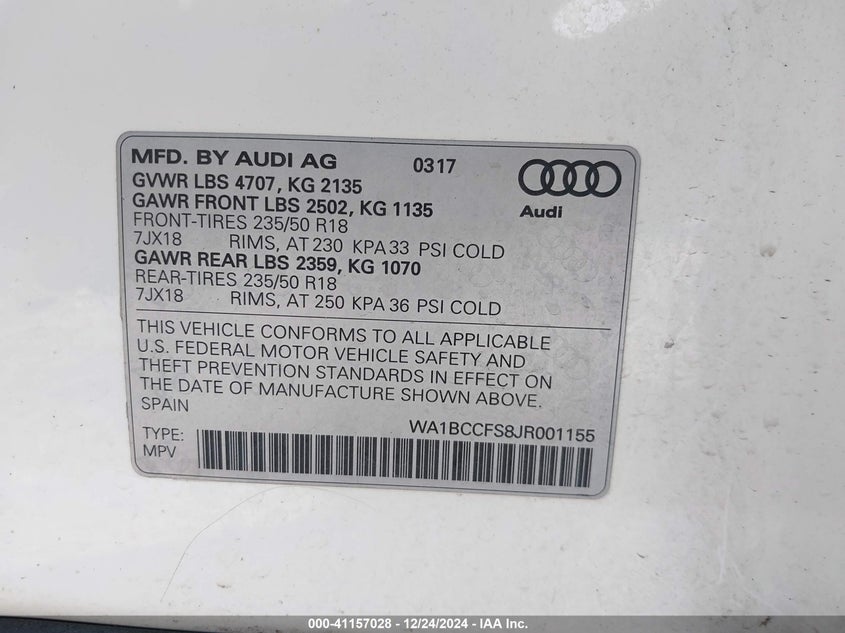 MFD. BY AUDI AG 0317
GVWR LBS 4707, KG 2135
GAWR FRONT LBS 2502, KG 1135
FRONT-TIRES 235/50 R18
7JX18 RIMS, AT 230 KPA 33 PSI COLD
GAWR REAR LBS 2359, KG 1070
REAR-TIRES 235/50 R18
7JX18 RIMS, AT 250 KPA 36 PSI COLD
Audi
THIS VEHICLE CONFORMS TO ALL APPLICABLE
U.S. FEDERAL MOTOR VEHICLE SAFETY AND
THEFT PREVENTION STANDARDS IN EFFECT ON
THE DATE OF MANUFACTURE SHOWN ABOVE.
SPAIN
WA1BCCFS8JR001155
TYPE:
MPV
000-41157028 - 12/24/2024 - IAA Inc.